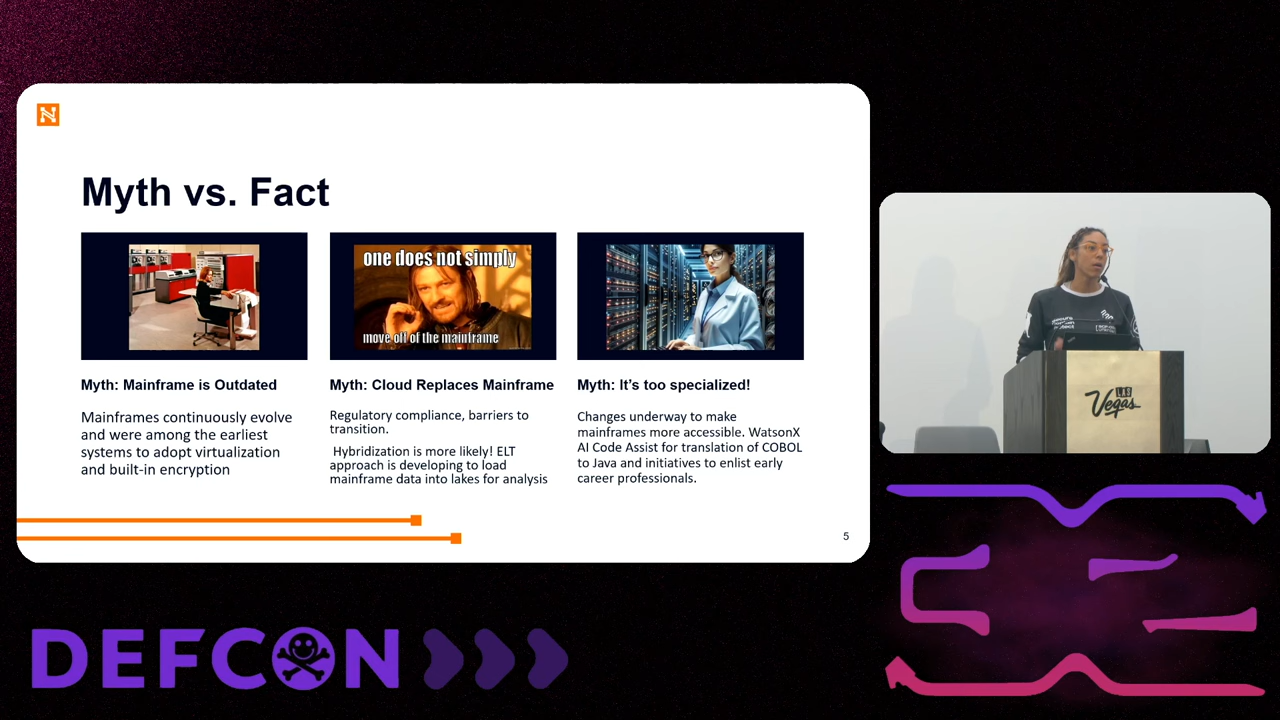 Myth vs. Fact
one does not simply
move off of the mainframe
Myth: Mainframe is Outdated
Mainframes continuously evolve
and were among the earliest
systems to adopt virtualization
and built-in encryption
Myth: Cloud Replaces Mainframe
Regulatory compliance, barriers to
transition.
Hybridization is more likely! ELT
approach is developing to load
mainframe data into lakes for analysis
Myth: It’s too specialized!
Changes underway to make
mainframes more accessible. WatsonX
AI Code Assist for translation of COBOL
to Java and initiatives to enlist early
career professionals.
5
LAS
Vegas
DEFCON